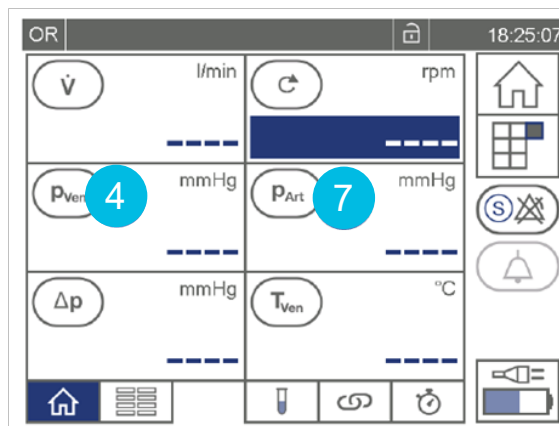 OR 18:25:07
V̇ l/min rpm
---- ----
pVen 4 mmHg pArt 7 mmHg
---- ----
Δp mmHg TVen °C
---- ----
S